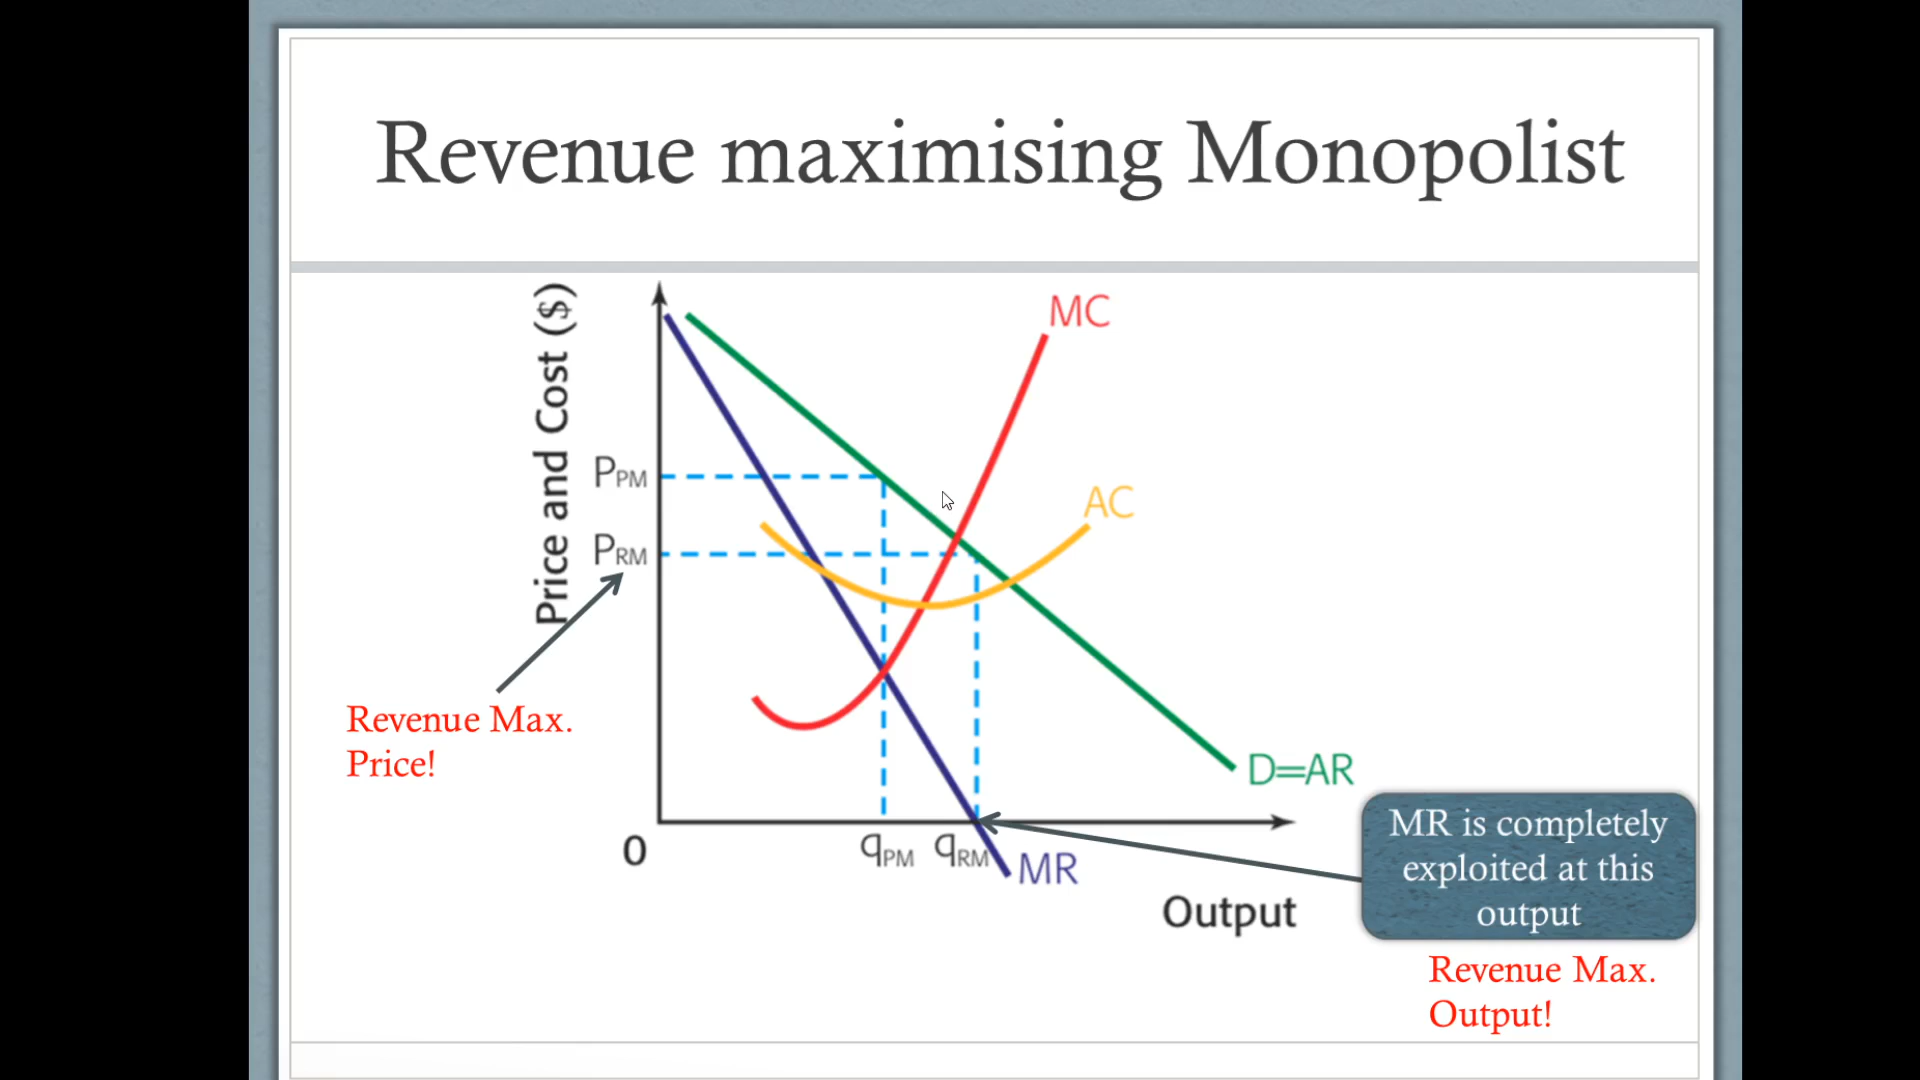 Revenue maximising Monopolist
Price and Cost ($)
MC
PPM
AC
PRM
Revenue Max.
Price!
D=AR
MR is completely
exploited at this
output
0
qPM
qRM
MR
Output
Revenue Max.
Output!